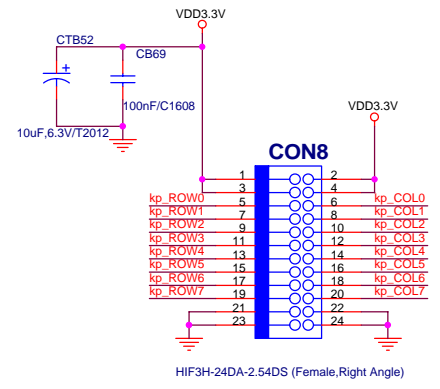 VDD3.3V
CTB52
CB69
100nF/C1608
10uF,6.3V/T2012
+
VDD3.3V
CON8
1 2
3 4
kp_ROW0 5 6 kp_COL0
kp_ROW1 7 8 kp_COL1
kp_ROW2 9 10 kp_COL2
kp_ROW3 11 12 kp_COL3
kp_ROW4 13 14 kp_COL4
kp_ROW5 15 16 kp_COL5
kp_ROW6 17 18 kp_COL6
kp_ROW7 19 20 kp_COL7
21 22
23 24
HIF3H-24DA-2.54DS (Female,Right Angle)